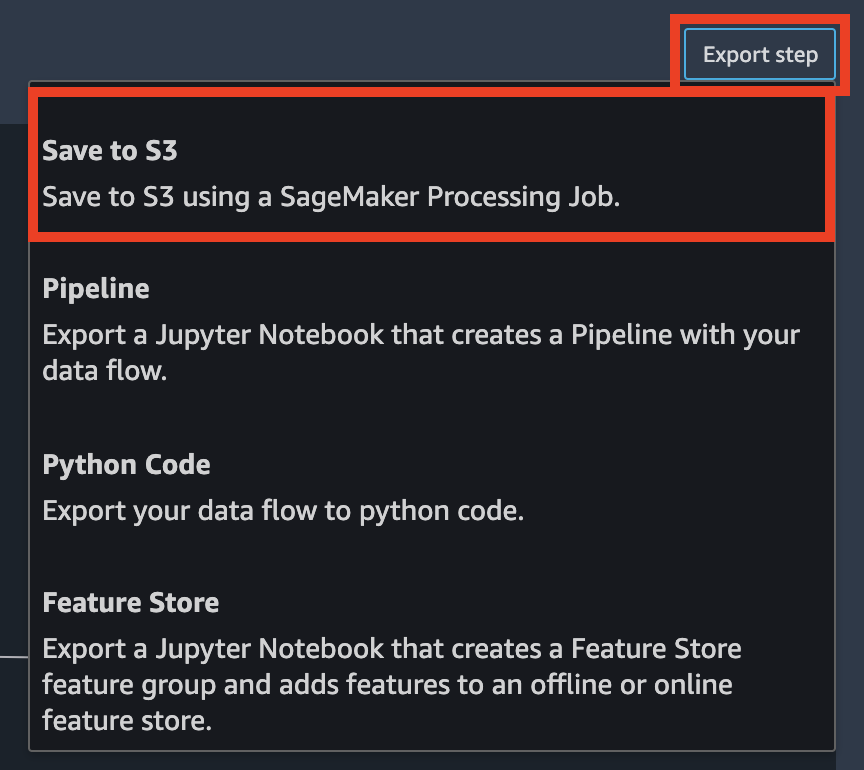 Export step
Save to S3
Save to S3 using a SageMaker Processing Job.
Pipeline
Export a Jupyter Notebook that creates a Pipeline with your
data flow.
Python Code
Export your data flow to python code.
Feature Store
Export a Jupyter Notebook that creates a Feature Store
feature group and adds features to an offline or online
feature store.